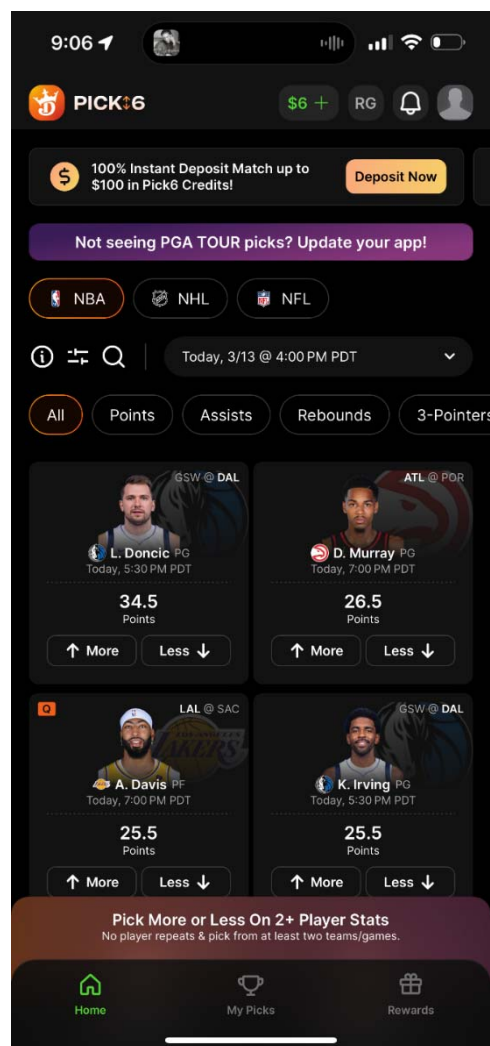 9:06
PICK6
$6 +
RG
100% Instant Deposit Match up to
$100 in Pick6 Credits!
Deposit Now
Not seeing PGA TOUR picks? Update your app!
NBA
NHL
NFL
Today, 3/13 @ 4:00 PM PDT
All
Points
Assists
Rebounds
3-Pointers
GSW @ DAL
L. Doncic PG
Today, 5:30 PM PDT
34.5
Points
More
Less
ATL @ POR
D. Murray PG
Today, 7:00 PM PDT
26.5
Points
More
Less
Q
LAL @ SAC
LOS ANGELES
LAKERS
A. Davis PF
Today, 7:00 PM PDT
25.5
Points
More
Less
GSW @ DAL
K. Irving PG
Today, 5:30 PM PDT
25.5
Points
More
Less
Pick More or Less On 2+ Player Stats
No player repeats & pick from at least two teams/games.
Home
My Picks
Rewards